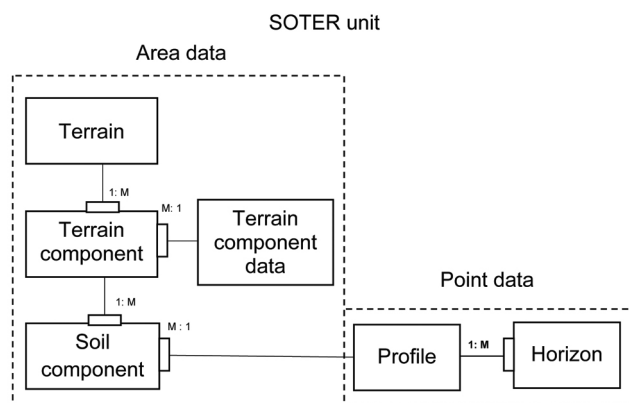 SOTER unit
Area data
Terrain
1: M
Terrain
component
M: 1
Terrain
component
data
1: M
Point data
Soil
component
M : 1
Profile
1: M
Horizon